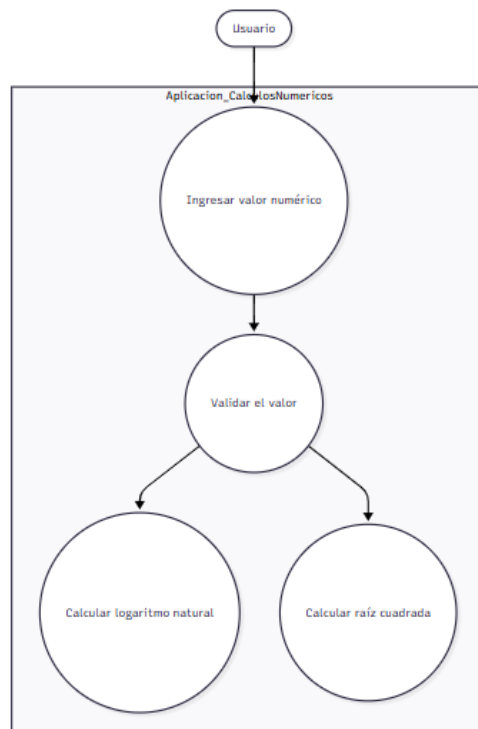 Usuario
Aplicacion_CalculosNumericos
Ingresar valor numérico
Validar el valor
Calcular logaritmo natural
Calcular raíz cuadrada